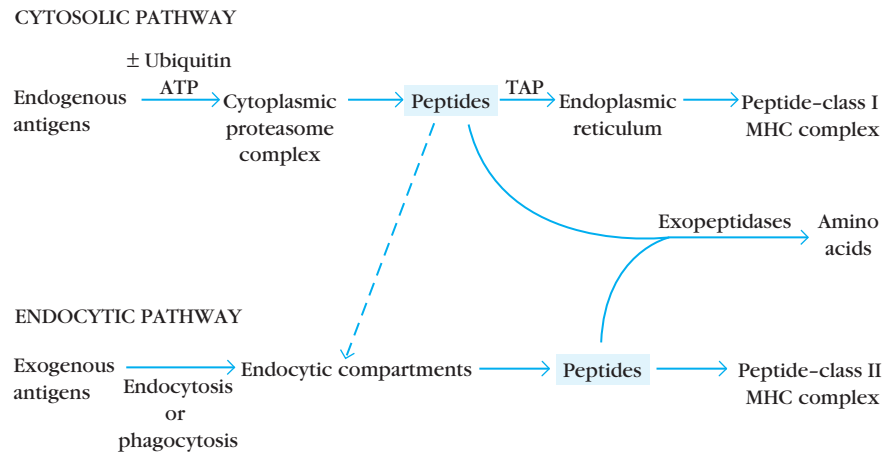 CYTOSOLIC PATHWAY
± Ubiquitin
ATP
Endogenous
antigens
Cytoplasmic
proteasome
complex
Peptides
TAP
Endoplasmic
reticulum
Peptide–class I
MHC complex
Exopeptidases
Amino
acids
ENDOCYTIC PATHWAY
Exogenous
antigens
Endocytosis
or
phagocytosis
Endocytic compartments
Peptides
Peptide–class II
MHC complex